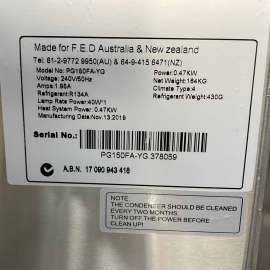 Made for F.E.D Australia & New zealand
Tel: 61-2-9772 9950(AU) & 64-9-415 6471(NZ)
Model No: PG150FA-YG Power:0.47KW
Voltage: 240V/50Hz Net Weight:184KG
Amps:1.98A Climate Type:4
Refrigerant:R134A Refrigerant Weight:430G
Lamp Rate Power:40W*1
Heat System Power: 0.47KW
Manufacturing Date:Nov.13.2019
Serial No.:
PG150FA-YG.378059
A.B.N. 17 090 943 418
NOTE:
THE CONDENSER SHOULD BE CLEANED
EVERY TWO MONTHS.
TURN OFF THE POWER BEFORE
CLEAN UP!